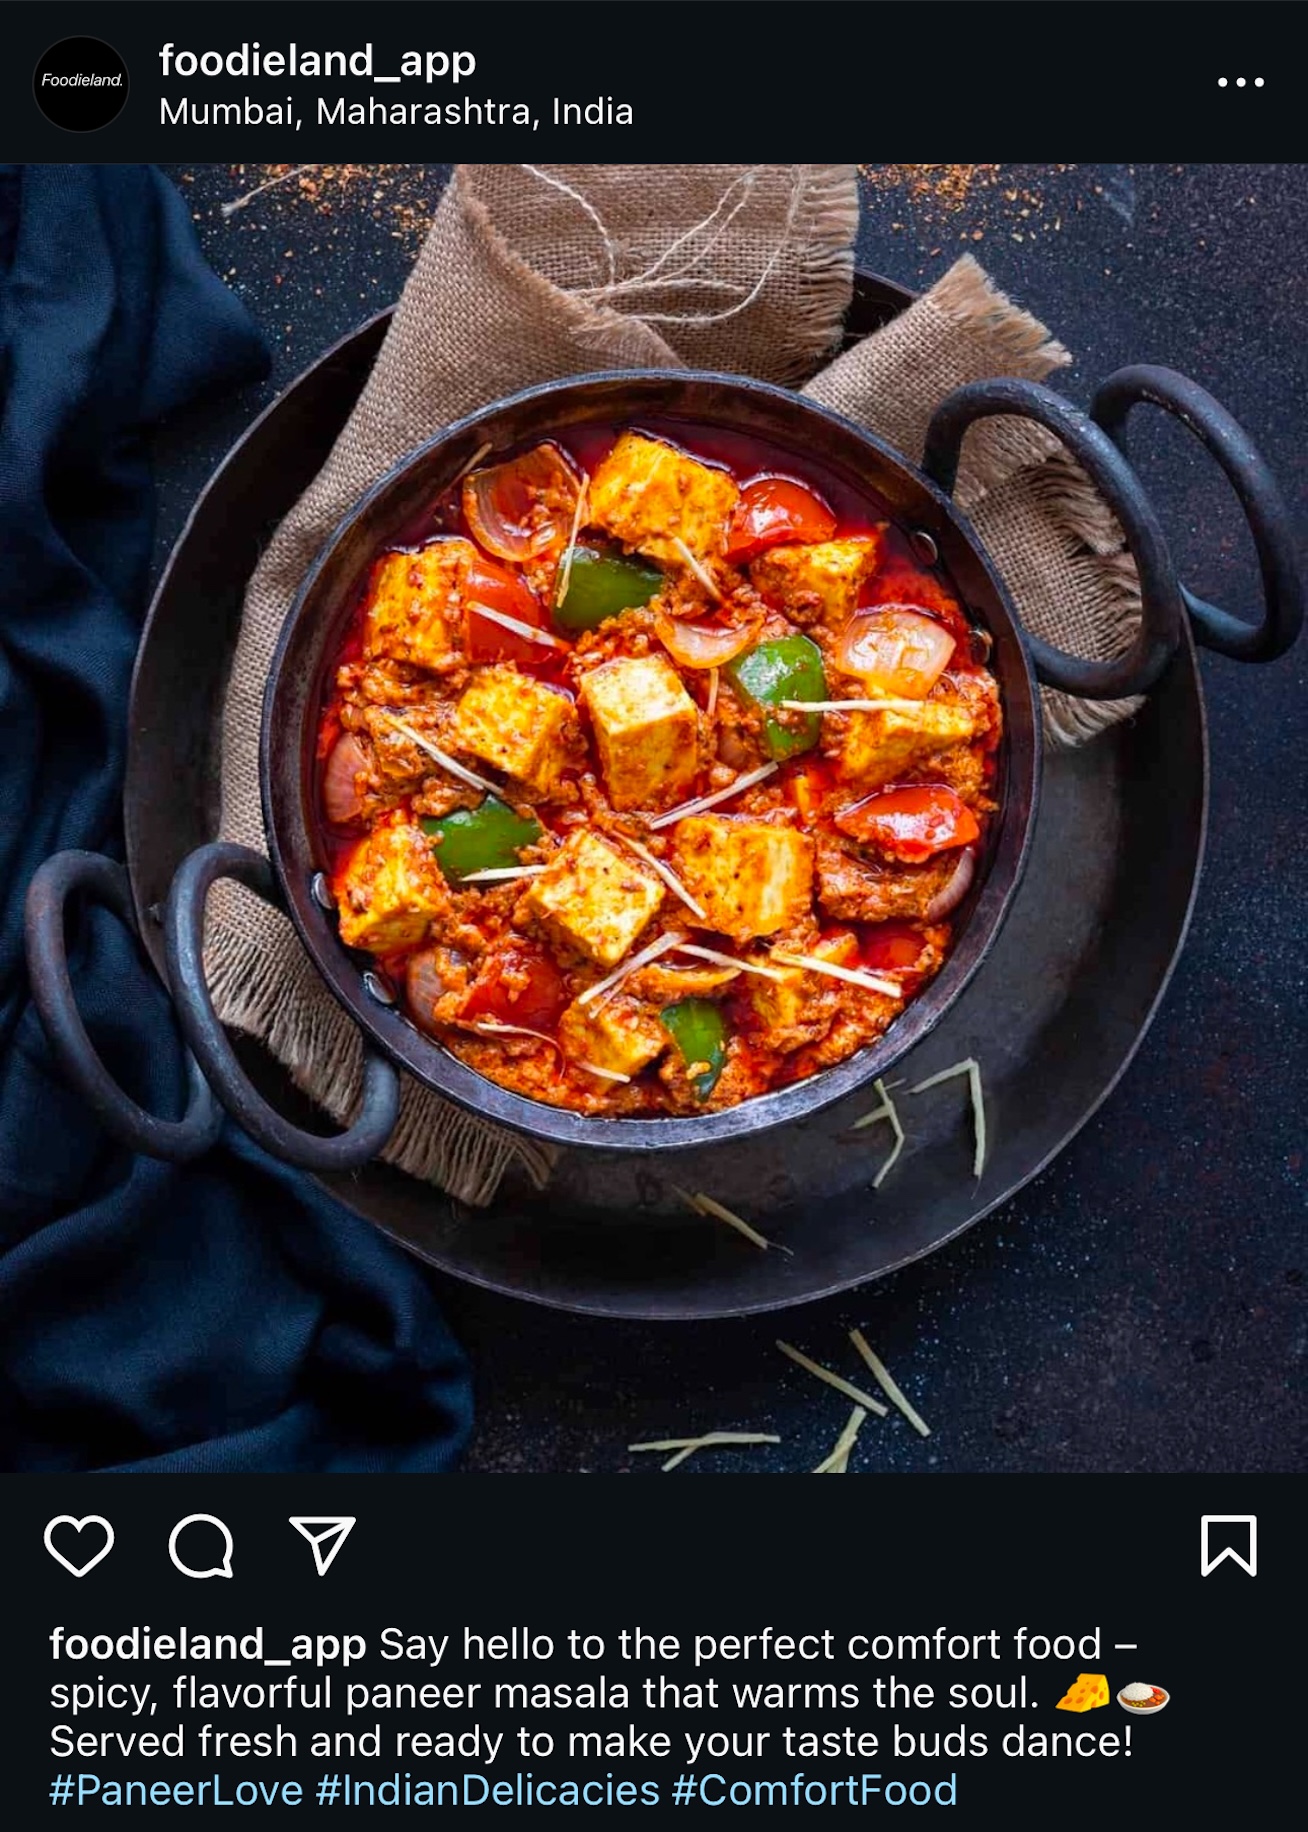 Foodieland.
foodieland_app
Mumbai, Maharashtra, India
foodieland_app Say hello to the perfect comfort food –
spicy, flavorful paneer masala that warms the soul. 🧀🍛
Served fresh and ready to make your taste buds dance!
#PaneerLove #IndianDelicacies #ComfortFood